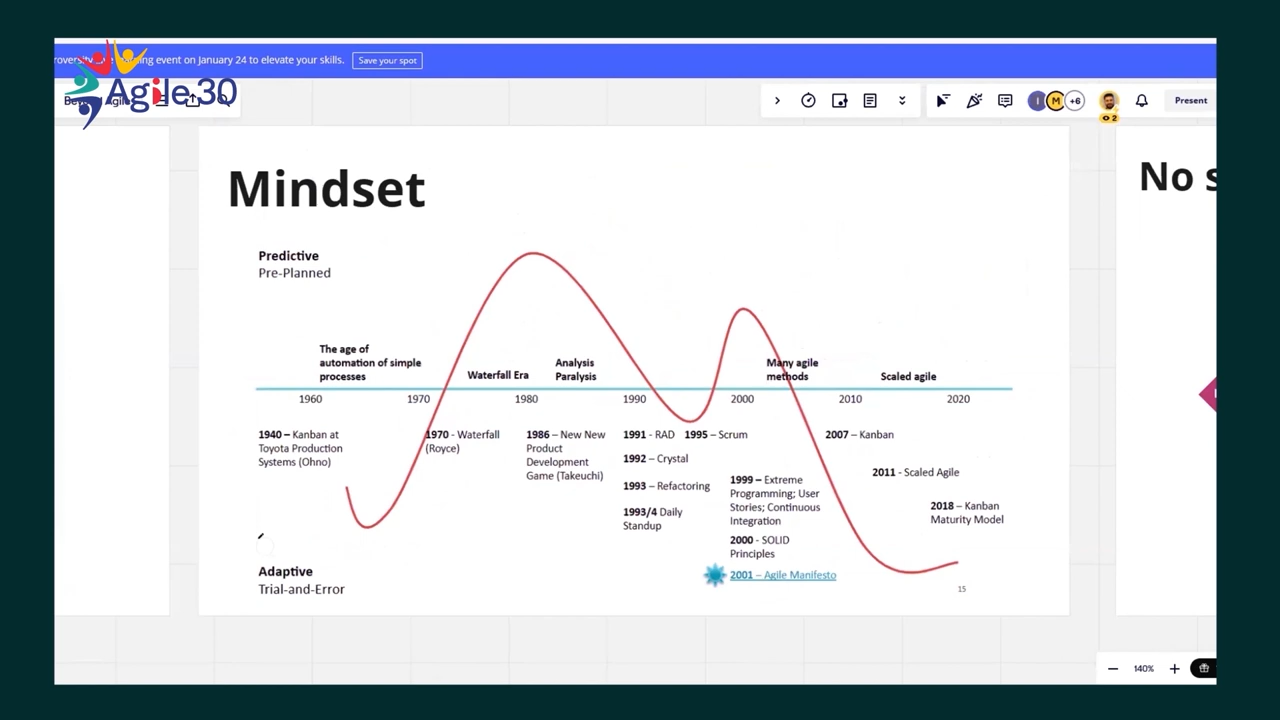 event on January 24 to elevate your skills.
Save your spot
Agile30
I
M
+6
2
Present
Mindset
No s
Predictive
Pre-Planned
The age of
automation of simple
processes
Waterfall Era
Analysis
Paralysis
Many agile
methods
Scaled agile
1960
1970
1980
1990
2000
2010
2020
1940 – Kanban at
Toyota Production
Systems (Ohno)
1970 - Waterfall
(Royce)
1986 – New New
Product
Development
Game (Takeuchi)
1991 - RAD
1992 – Crystal
1993 – Refactoring
1993/4 Daily
Standup
1995 – Scrum
1999 – Extreme
Programming; User
Stories; Continuous
Integration
2000 - SOLID
Principles
2001 – Agile Manifesto
2007 – Kanban
2011 - Scaled Agile
2018 – Kanban
Maturity Model
Adaptive
Trial-and-Error
15
140%